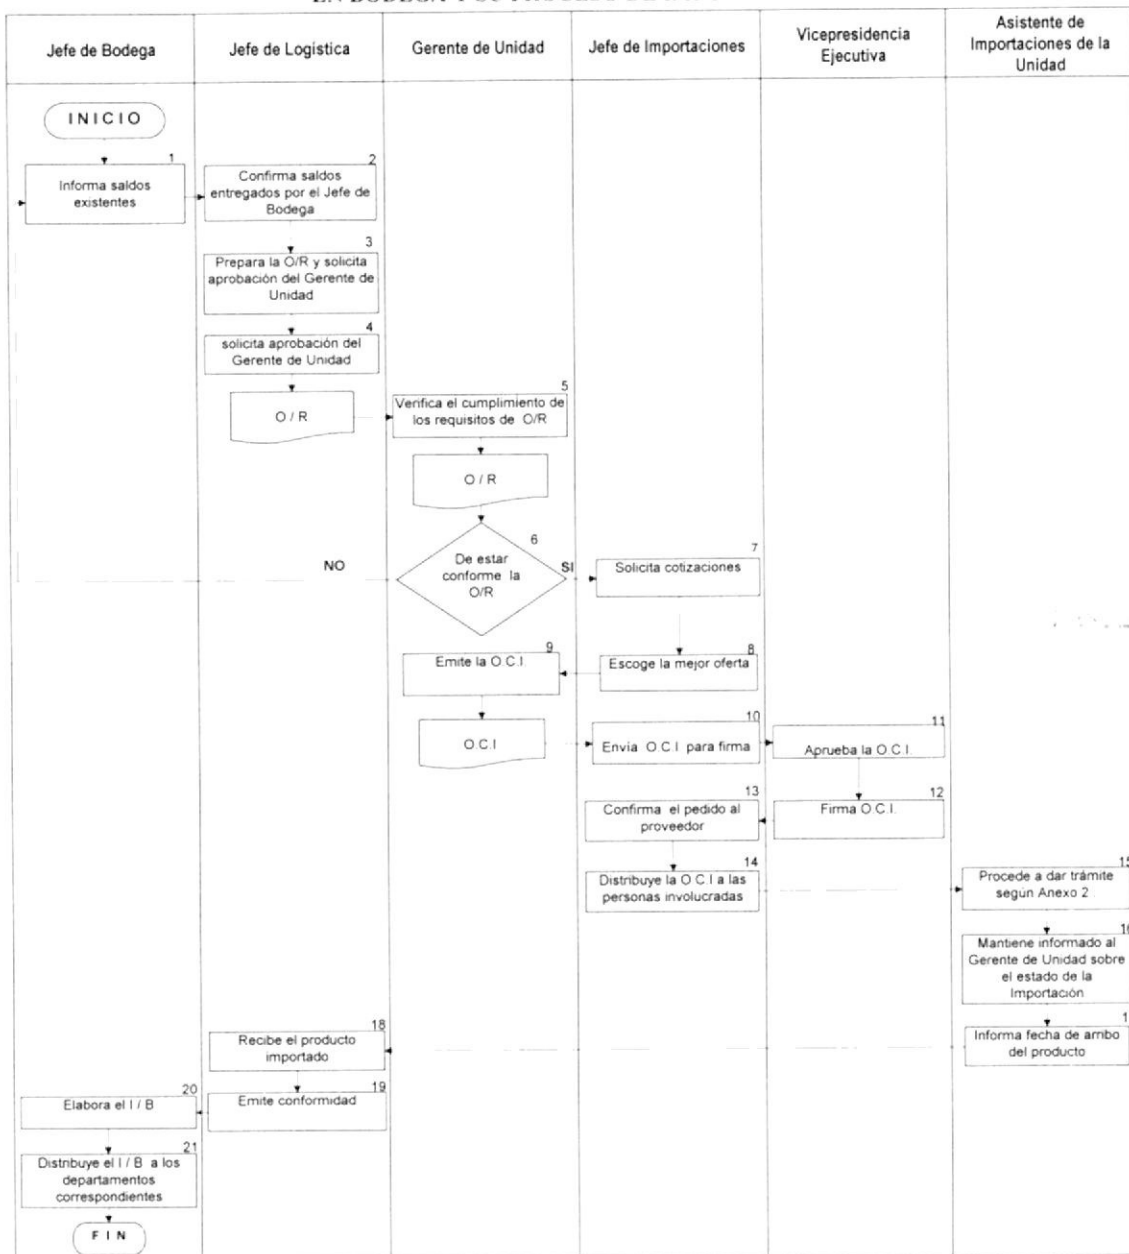 Jefe de Bodega
Jefe de Logística
Gerente de Unidad
Jefe de Importaciones
Vicepresidencia
Ejecutiva
Asistente de
Importaciones de la
Unidad
INICIO
1
Informa saldos
existentes
2
Confirma saldos
entregados por el Jefe de
Bodega
3
Prepara la O/R y solicita
aprobación del Gerente de
Unidad
4
solicita aprobación del
Gerente de Unidad
O / R
5
Verifica el cumplimiento de
los requisitos de O/R
O / R
6
De estar
conforme la
O/R
NO
SI
7
Solicita cotizaciones
8
Escoge la mejor oferta
9
Emite la O.C.I.
O.C.I
10
Envía O.C.I para firma
11
Aprueba la O.C.I.
12
Firma O.C.I.
13
Confirma el pedido al
proveedor
14
Distribuye la O.C.I a las
personas involucradas
15
Procede a dar trámite
según Anexo 2
16
Mantiene informado al
Gerente de Unidad sobre
el estado de la
Importación
1
Informa fecha de arribo
del producto
18
Recibe el producto
importado
19
Emite conformidad
20
Elabora el I / B
21
Distribuye el I / B a los
departamentos
correspondientes
FIN